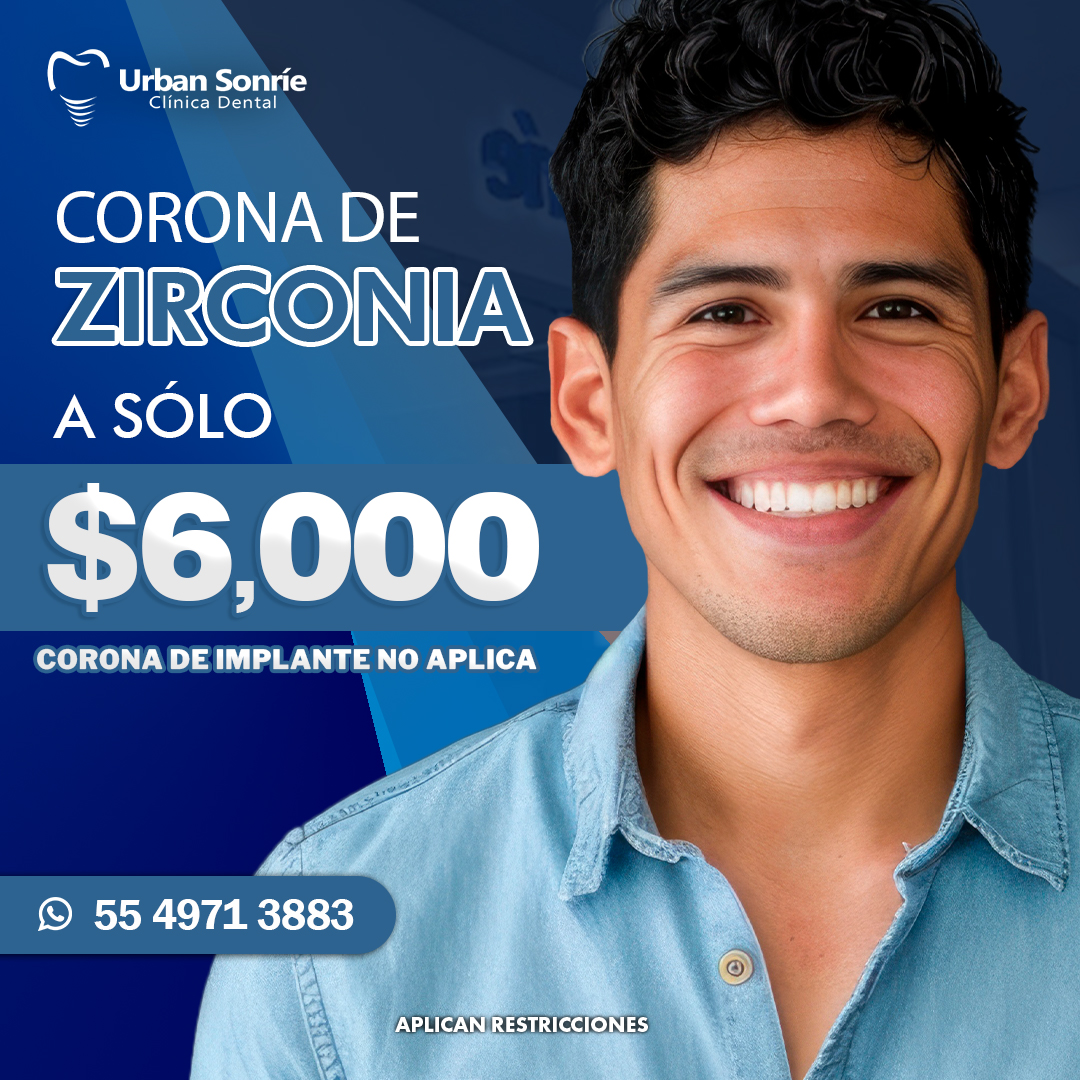 Urban Sonríe
Clínica Dental
CORONA DE
ZIRCONIA
A SÓLO
$6,000
CORONA DE IMPLANTE NO APLICA
55 4971 3883
APLICAN RESTRICCIONES